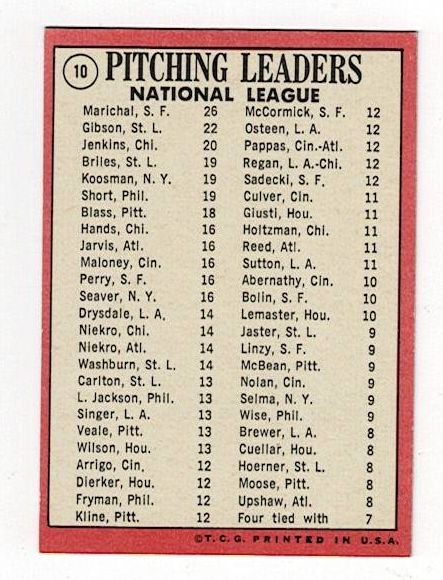 10
PITCHING LEADERS
NATIONAL LEAGUE
Marichal, S. F. 26
Gibson, St. L. 22
Jenkins, Chi. 20
Briles, St. L. 19
Koosman, N. Y. 19
Short, Phil. 19
Blass, Pitt. 18
Hands, Chi. 16
Jarvis, Atl. 16
Maloney, Cin. 16
Perry, S. F. 16
Seaver, N. Y. 16
Drysdale, L. A. 14
Niekro, Chi. 14
Niekro, Atl. 14
Washburn, St. L. 14
Carlton, St. L. 13
L. Jackson, Phil. 13
Singer, L. A. 13
Veale, Pitt. 13
Wilson, Hou. 13
Arrigo, Cin. 12
Dierker, Hou. 12
Fryman, Phil. 12
Kline, Pitt. 12
McCormick, S. F. 12
Osteen, L. A. 12
Pappas, Cin.-Atl. 12
Regan, L. A.-Chi. 12
Sadecki, S. F. 12
Culver, Cin. 11
Giusti, Hou. 11
Holtzman, Chi. 11
Reed, Atl. 11
Sutton, L. A. 11
Abernathy, Cin. 10
Bolin, S. F. 10
Lemaster, Hou. 10
Jaster, St. L. 9
Linzy, S. F. 9
McBean, Pitt. 9
Nolan, Cin. 9
Selma, N. Y. 9
Wise, Phil. 9
Brewer, L. A. 8
Cuellar, Hou. 8
Hoerner, St. L. 8
Moose, Pitt. 8
Upshaw, Atl. 8
Four tied with 7
©T.C.G. PRINTED IN U.S.A.